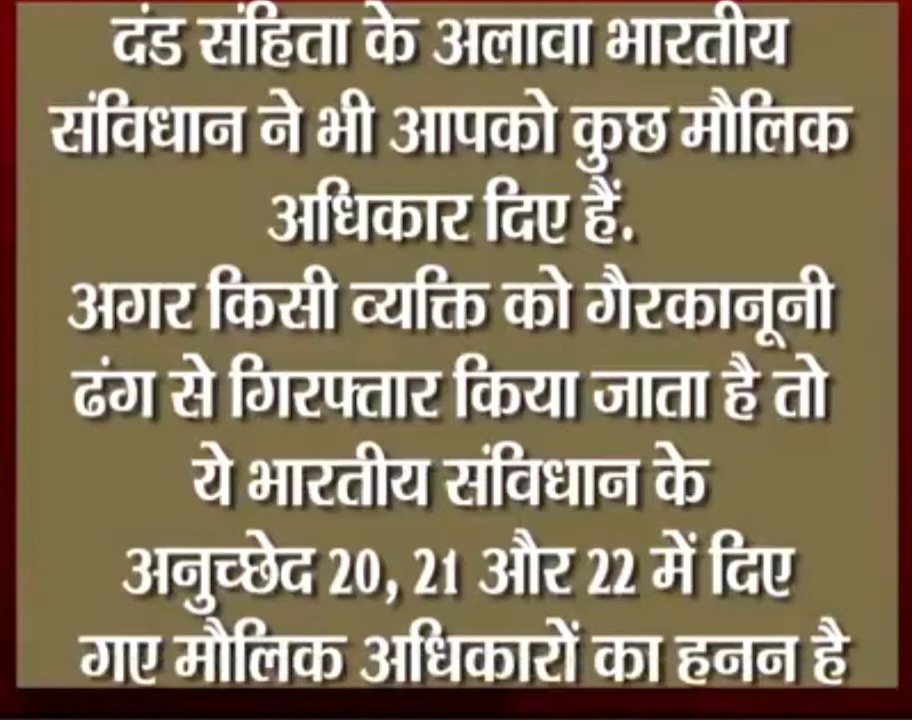 दंड संहिता के अलावा भारतीय
संविधान ने भी आपको कुछ मौलिक
अधिकार दिए हैं.
अगर किसी व्यक्ति को गैरकानूनी
ढंग से गिरफ्तार किया जाता है तो
ये भारतीय संविधान के
अनुच्छेद 20, 21 और 22 में दिए
गए मौलिक अधिकारों का हनन है